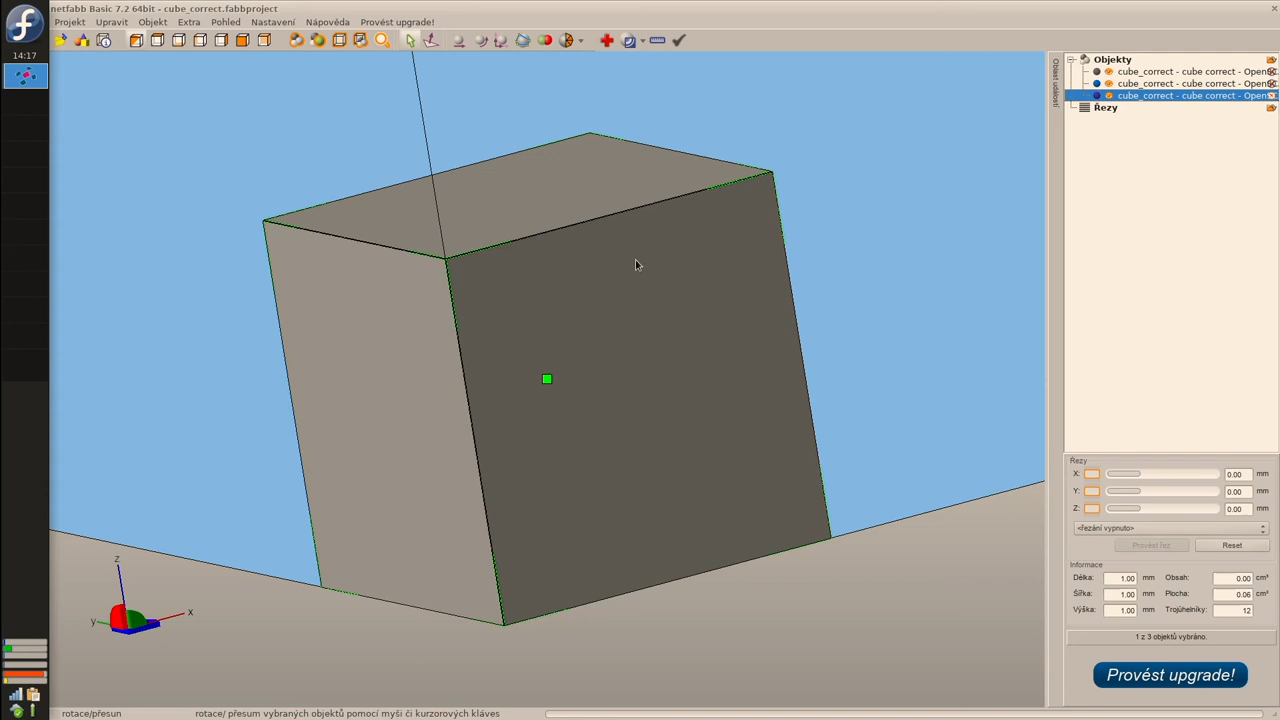 netfabb Basic 7.2 64bit - cube_correct.fabbproject
Projekt Upravit Objekt Extra Pohled Nastavení Nápověda Provést upgrade!
14:17
Oblast událostí
Objekty
cube_correct - cube correct - Open
cube_correct - cube correct - Open
cube_correct - cube correct - Open
Řezy
z
y
x
Řezy
X: 0.00 mm
Y: 0.00 mm
Z: 0.00 mm
<řezání vypnuto>
Provést řez Reset
Informace
Délka: 1.00 mm Obsah: 0.00 cm³
Šířka: 1.00 mm Plocha: 0.06 cm²
Výška: 1.00 mm Trojúhelníky: 12
1 z 3 objektů vybráno.
Provést upgrade!
rotace/přesun rotace/ přesum vybraných objektů pomocí myši či kurzorových kláves